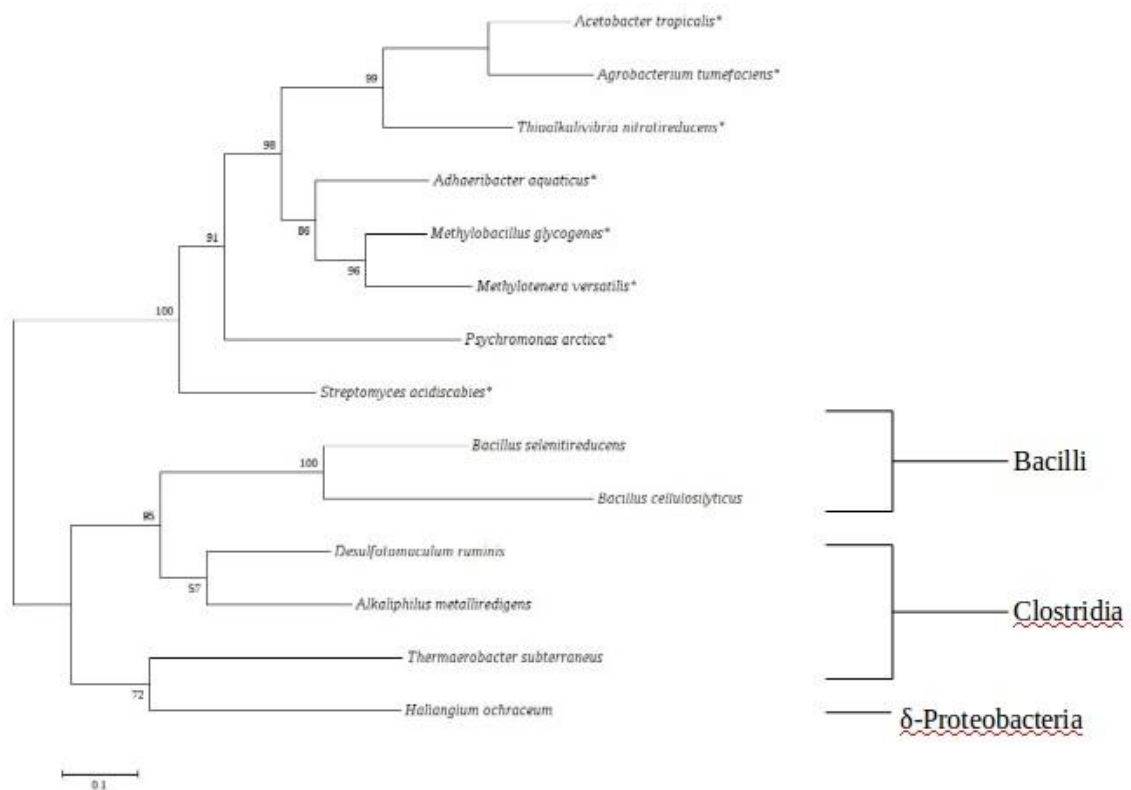 Acetobacter tropicalis*
Agrobacterium tumefaciens*
99
Thioalkalivibrio nitratireducens*
98
Adhaeribacter aquaticus*
86
Methylobacillus glycogenes*
96
Methylotenera versatilis*
91
Psychromonas arctica*
100
Streptomyces acidiscabies*
Bacillus selenitireducens
100
Bacilli
Bacillus cellulosilyticus
85
Desulfotomaculum ruminis
57
Alkaliphilus metalliredigens
Clostridia
Thermaerobacter subterraneus
72
Haliangium ochraceum
δ-Proteobacteria
0.1